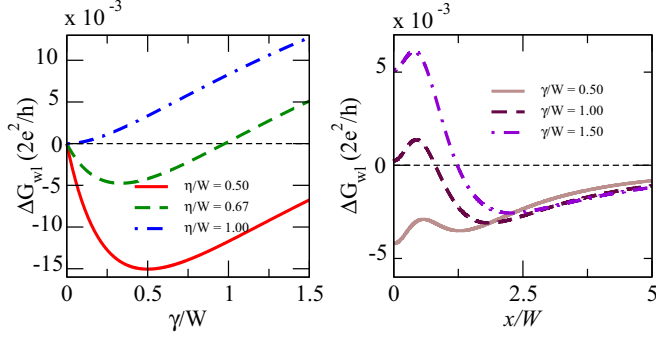 x 10⁻³
10
5
0
-5
-10
-15
ΔG_wl (2e²/h)
η/W = 0.50
η/W = 0.67
η/W = 1.00
0
0.5
1
1.5
γ/W
x 10⁻³
5
0
-5
ΔG_wl (2e²/h)
γ/W = 0.50
γ/W = 1.00
γ/W = 1.50
0
2.5
5
x/W